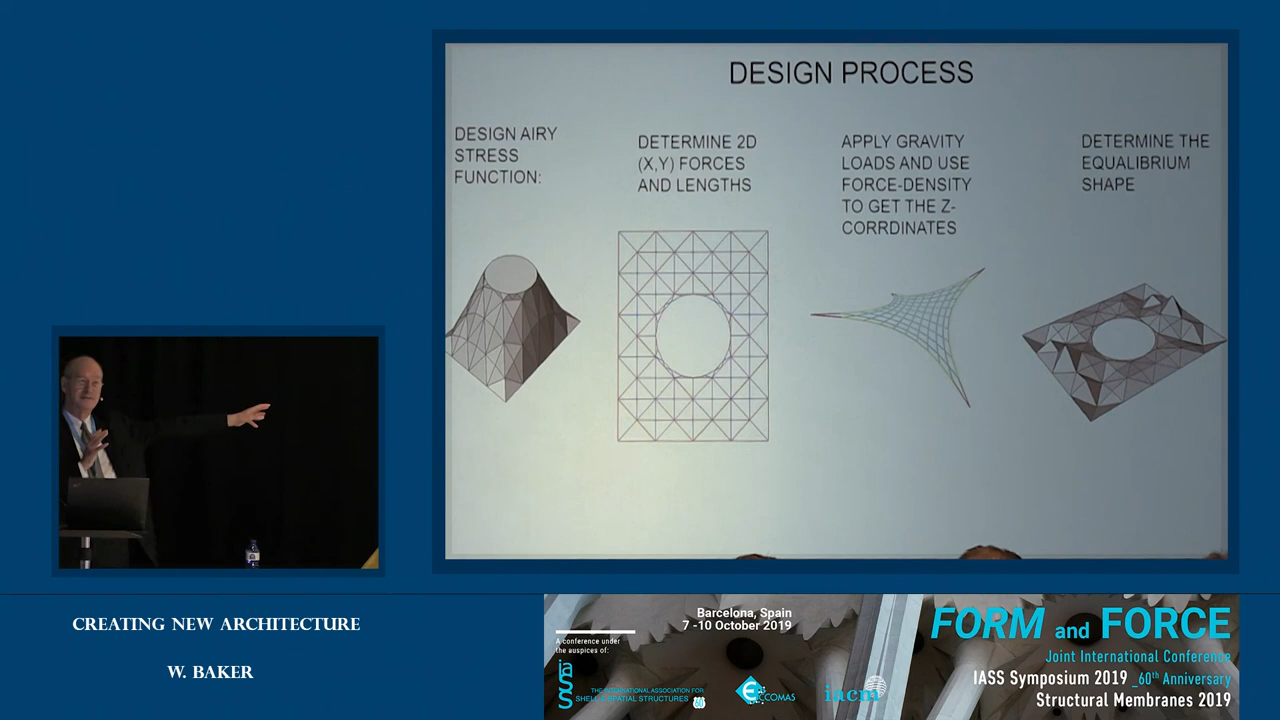 DESIGN PROCESS
DESIGN AIRY
STRESS
FUNCTION:
DETERMINE 2D
(X,Y) FORCES
AND LENGTHS
APPLY GRAVITY
LOADS AND USE
FORCE-DENSITY
TO GET THE Z-
CORRDINATES
DETERMINE THE
EQUALIBRIUM
SHAPE
CREATING NEW ARCHITECTURE
W. BAKER
Barcelona, Spain
7 -10 October 2019
A conference under
the auspices of:
iass
THE INTERNATIONAL ASSOCIATION FOR
SHELL AND SPATIAL STRUCTURES
ECCOMAS
iacm
FORM and FORCE
Joint International Conference
IASS Symposium 2019 _60th Anniversary
Structural Membranes 2019